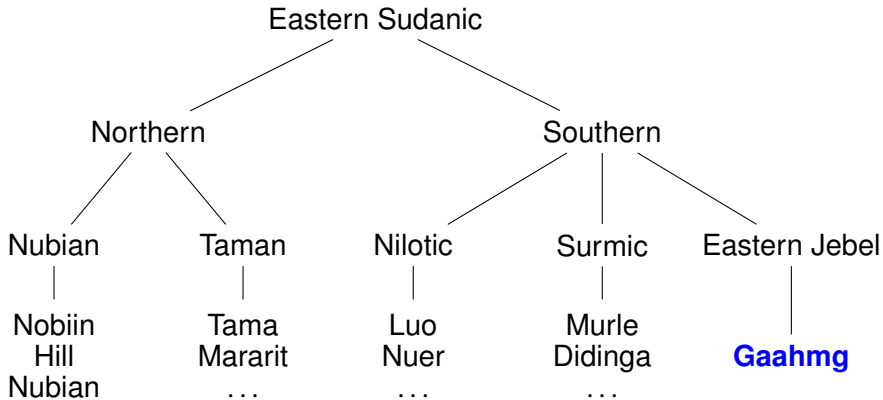 Eastern Sudanic
Northern Southern
Nubian Taman Nilotic Surmic Eastern Jebel
Nobiin Tama Luo Murle
Hill Mararit Nuer Didinga Gaahmg
Nubian . . . . . . . . .